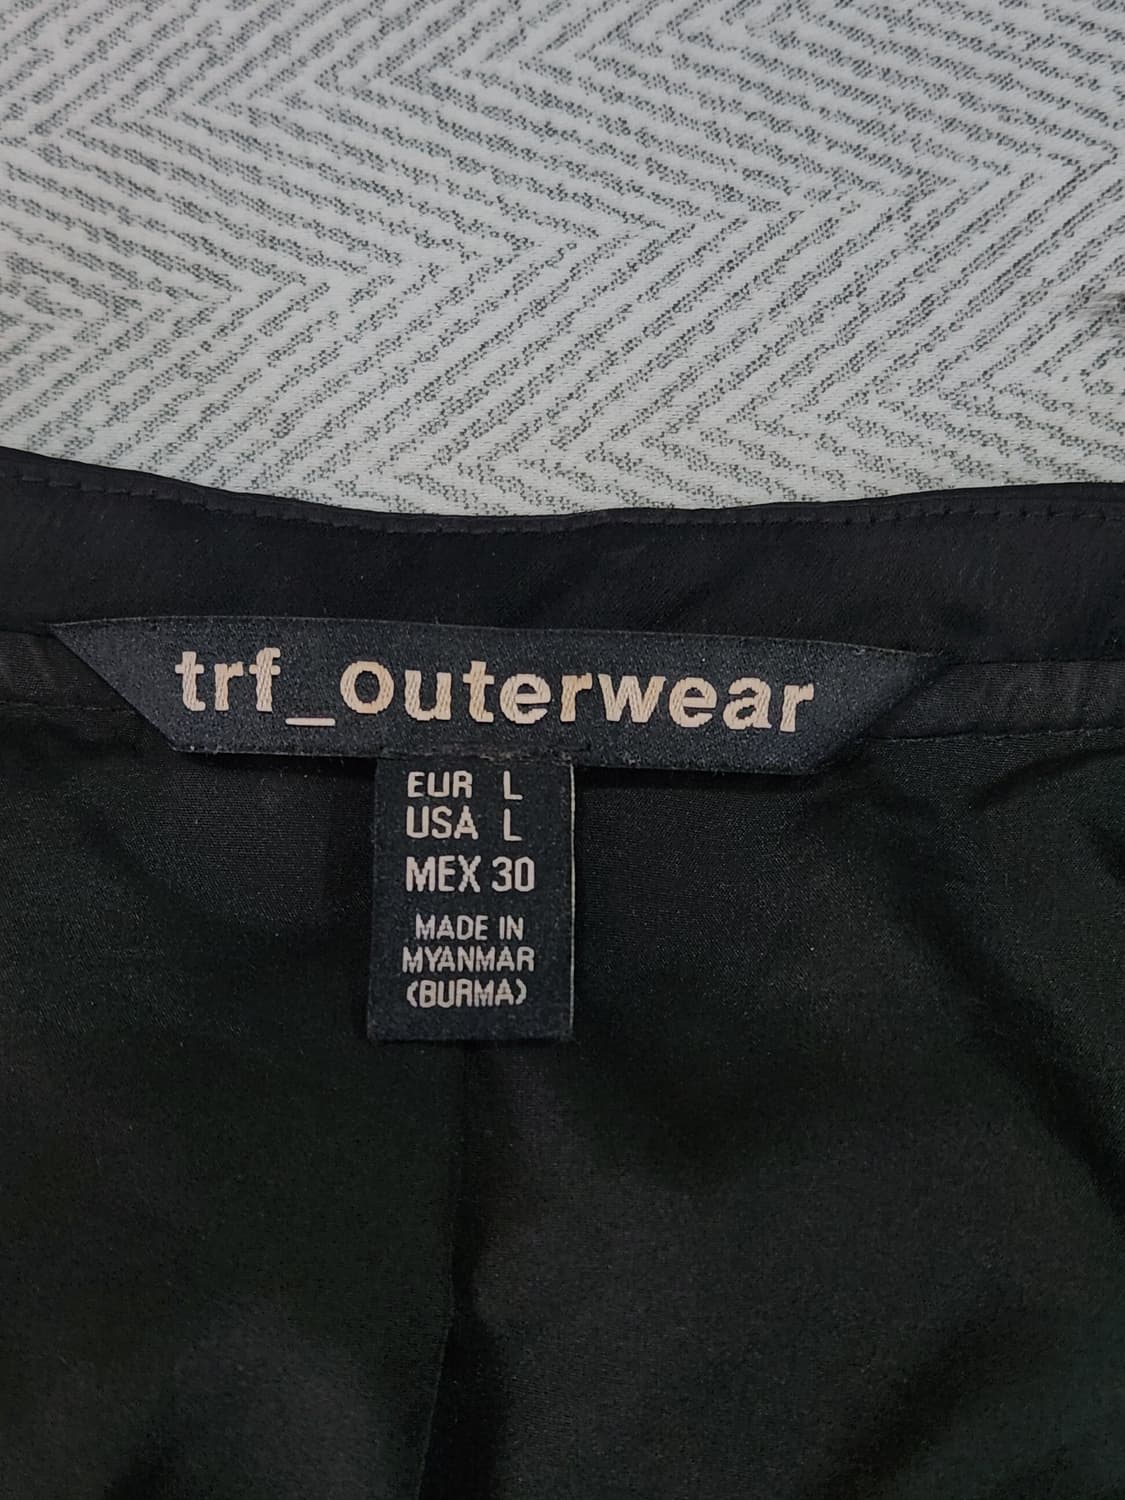 trf_outerwear
EUR L
USA L
MEX 30
MADE IN
MYANMAR
(BURMA)